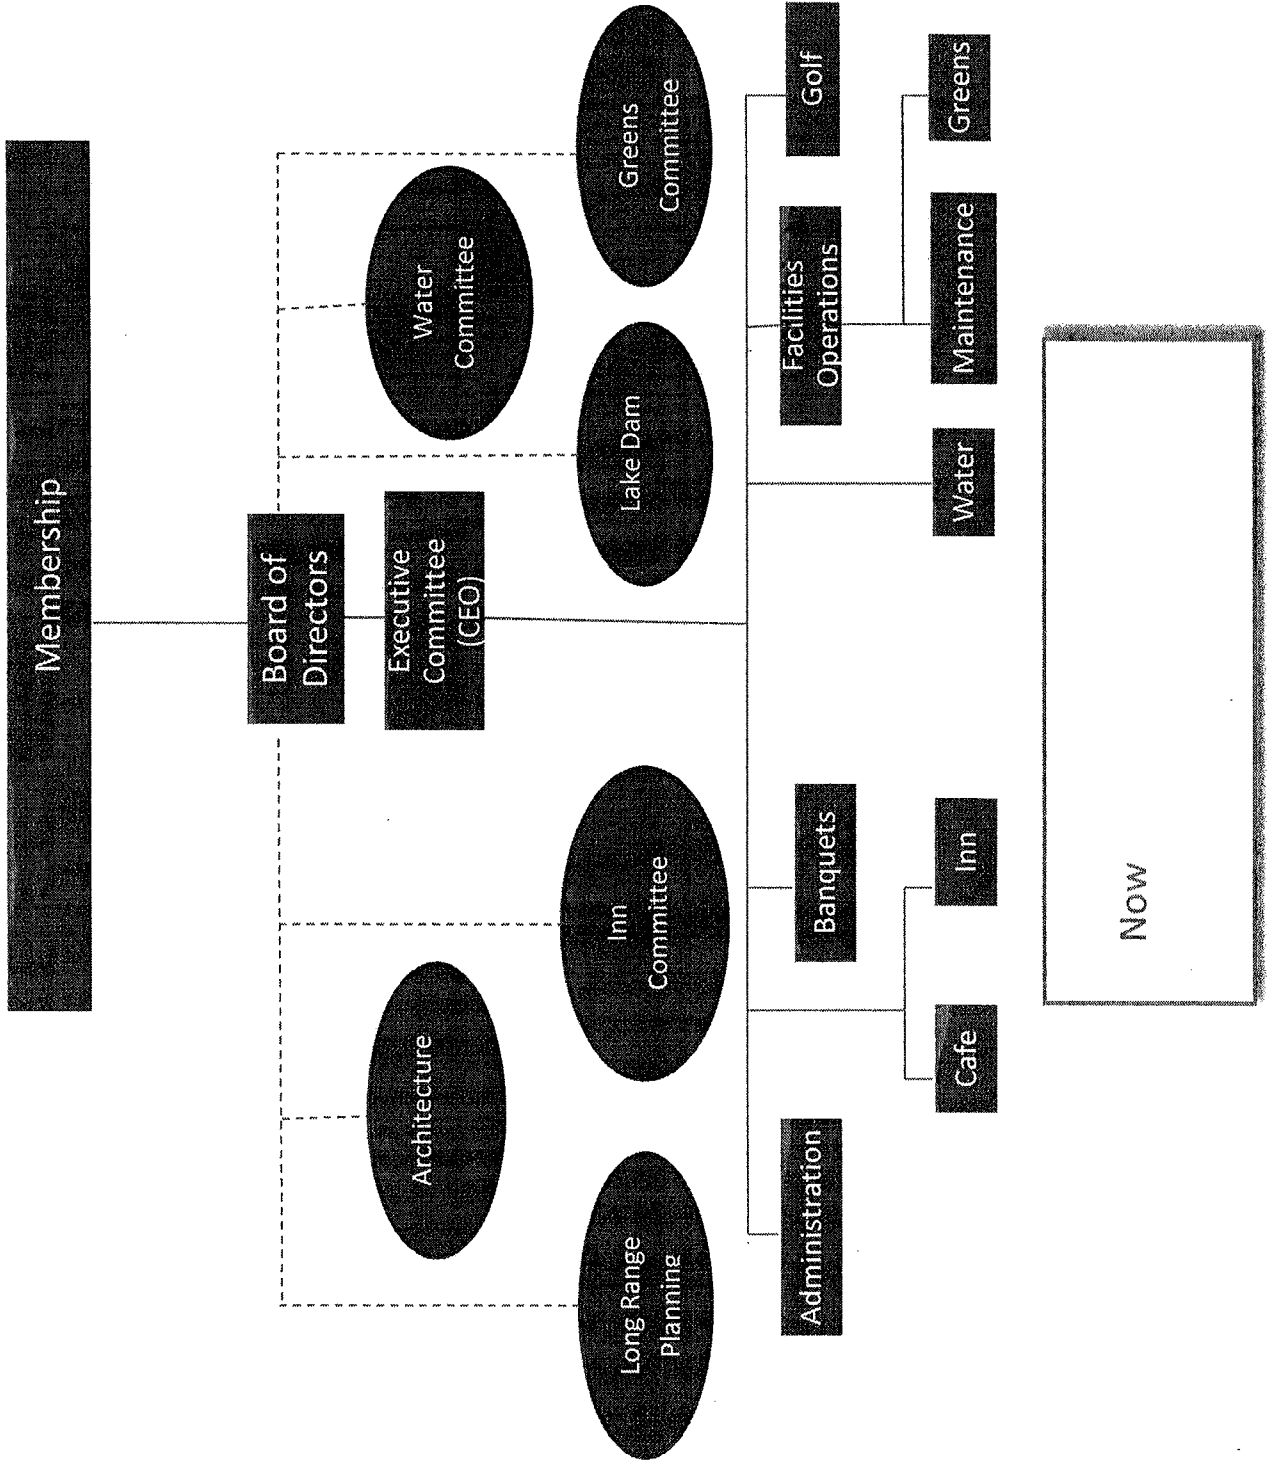 Membership
Board of
Directors
Executive
Committee
(CEO)
Architecture
Water
Committee
Long Range
Planning
Inn
Committee
Lake Dam
Greens
Committee
Administration
Banquets
Facilities
Operations
Golf
Cafe
Inn
Water
Maintenance
Greens
Now